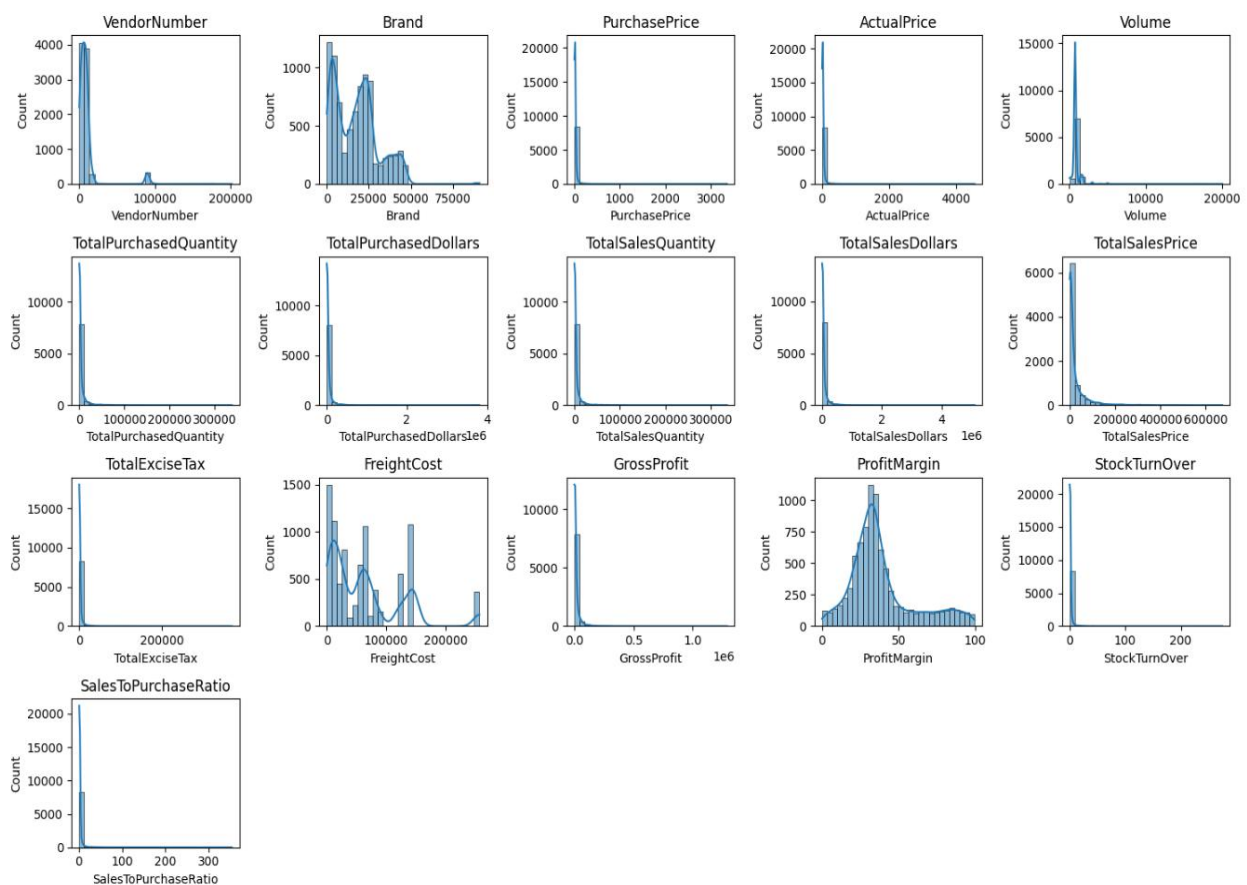 VendorNumber Brand PurchasePrice ActualPrice Volume
Count 4000 3000 2000 1000 0
0 100000 200000
VendorNumber
Count 1000 500 0
0 25000 50000 75000
Brand
Count 20000 15000 10000 5000 0
0 1000 2000 3000
PurchasePrice
Count 20000 15000 10000 5000 0
0 2000 4000
ActualPrice
Count 15000 10000 5000 0
0 10000 20000
Volume
TotalPurchasedQuantity TotalPurchasedDollars TotalSalesQuantity TotalSalesDollars TotalSalesPrice
Count 10000 5000 0
0 100000 200000 300000
TotalPurchasedQuantity
Count 10000 5000 0
0 2 4
TotalPurchasedDollars 1e6
Count 10000 5000 0
0 100000 200000 300000
TotalSalesQuantity
Count 10000 5000 0
0 2 4
TotalSalesDollars 1e6
Count 6000 4000 2000 0
0 200000 400000 600000
TotalSalesPrice
TotalExciseTax FreightCost GrossProfit ProfitMargin StockTurnOver
Count 15000 10000 5000 0
0 200000
TotalExciseTax
Count 1500 1000 500 0
0 100000 200000
FreightCost
Count 10000 5000 0
0.0 0.5 1.0
GrossProfit 1e6
Count 1000 750 500 250 0
0 50 100
ProfitMargin
Count 20000 15000 10000 5000 0
0 100 200
StockTurnOver
SalesToPurchaseRatio
Count 20000 15000 10000 5000 0
0 100 200 300
SalesToPurchaseRatio